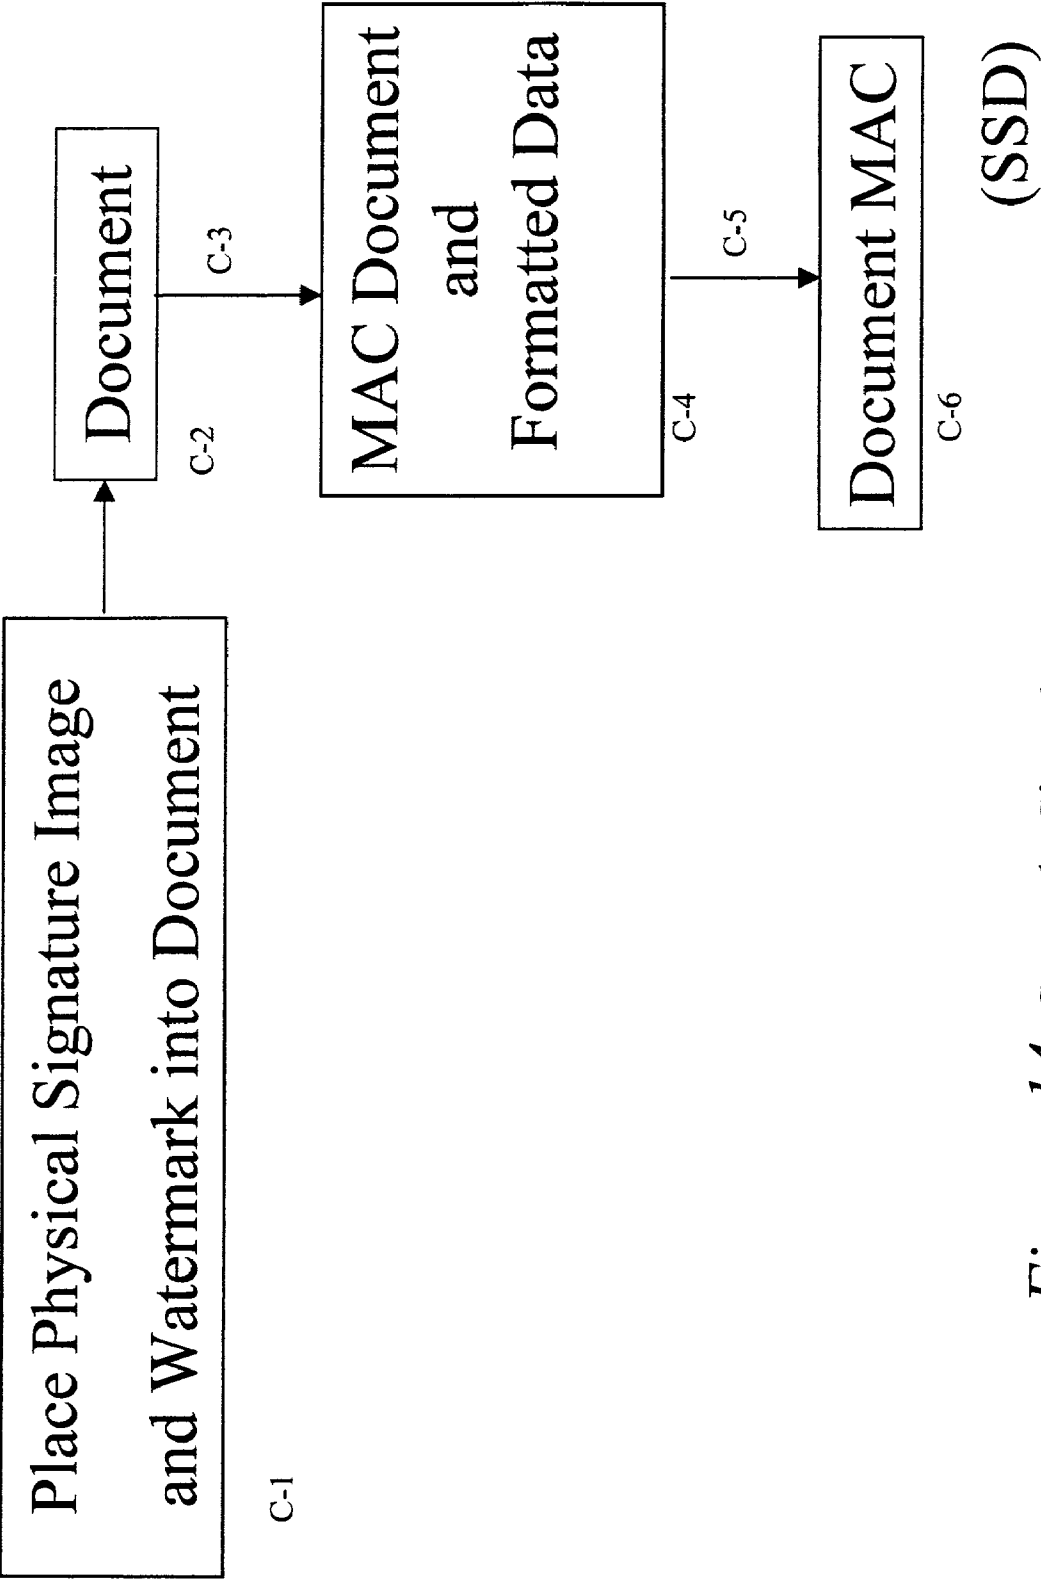 Place Physical Signature Image
and Watermark into Document
C-1
Document
C-2
C-3
MAC Document
and
Formatted Data
C-4
C-5
Document MAC
C-6
(SSD)